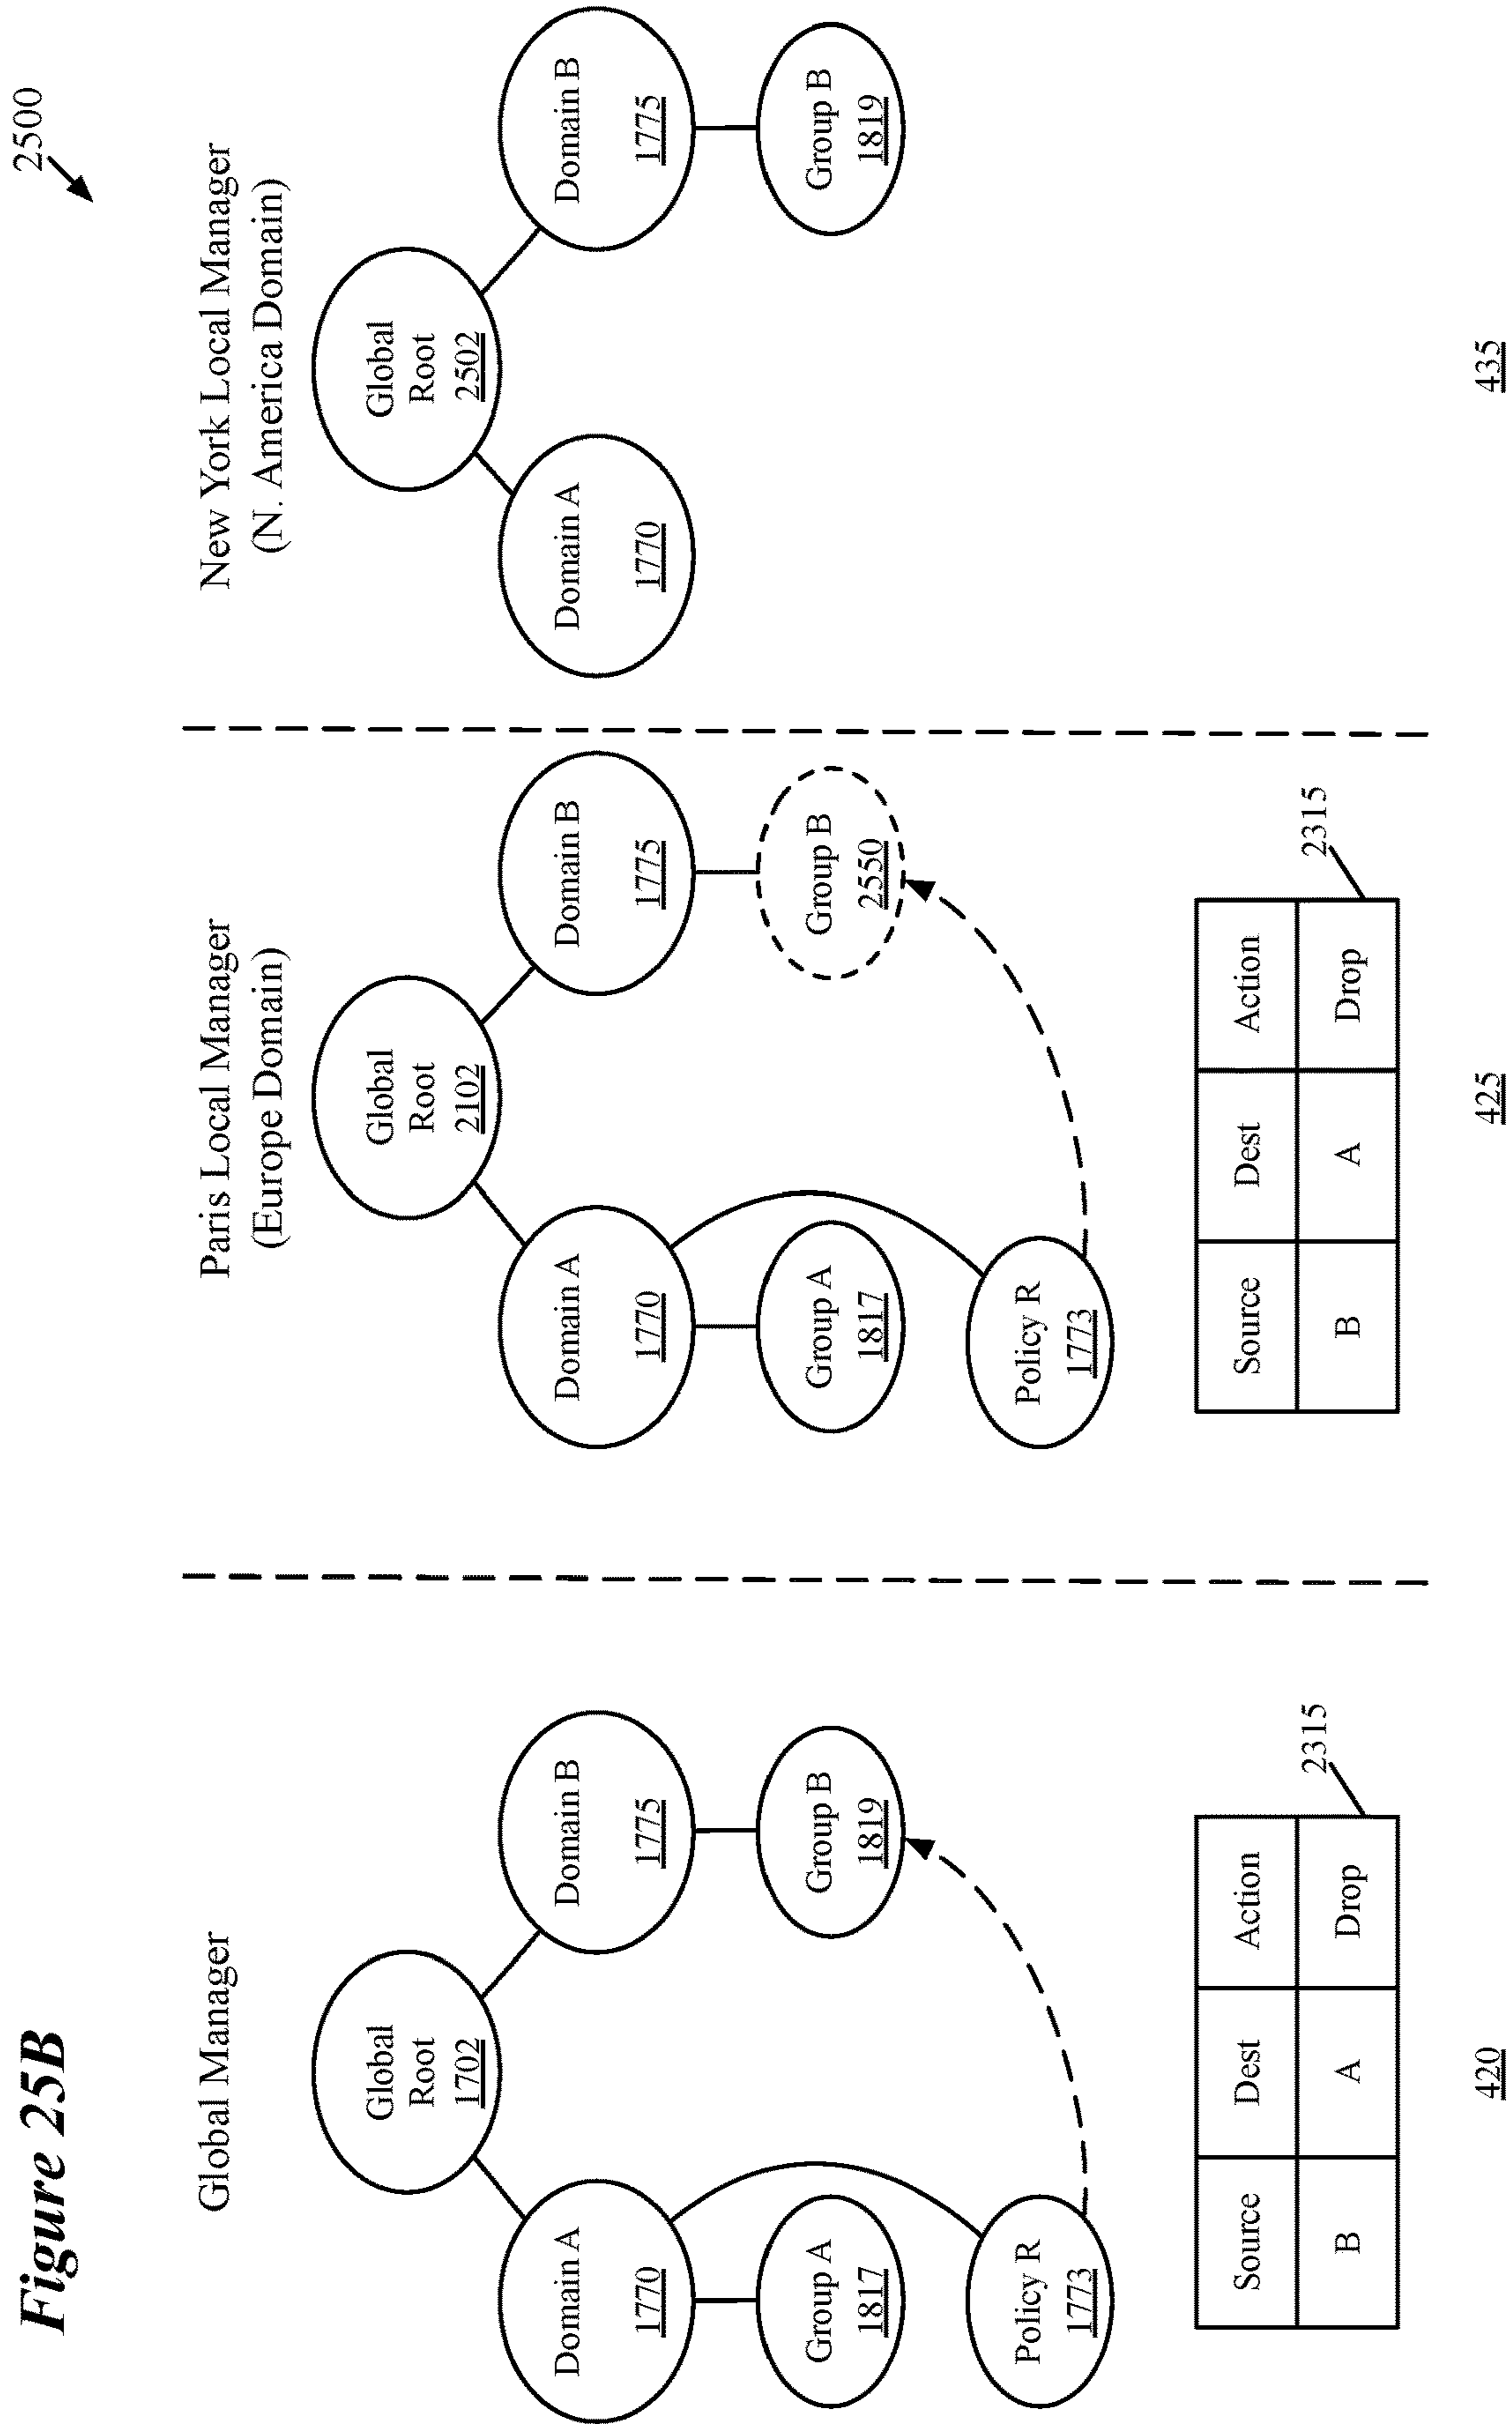 Figure 25B
2500
Global Manager
Global
Root
1702
Domain A
1770
Domain B
1775
Group A
1817
Group B
1819
Policy R
1773
2315
Source Dest Action
B A Drop
420
Paris Local Manager
(Europe Domain)
Global
Root
2102
Domain A
1770
Domain B
1775
Group A
1817
Group B
2550
Policy R
1773
2315
Source Dest Action
B A Drop
425
New York Local Manager
(N. America Domain)
Global
Root
2502
Domain A
1770
Domain B
1775
Group B
1819
435